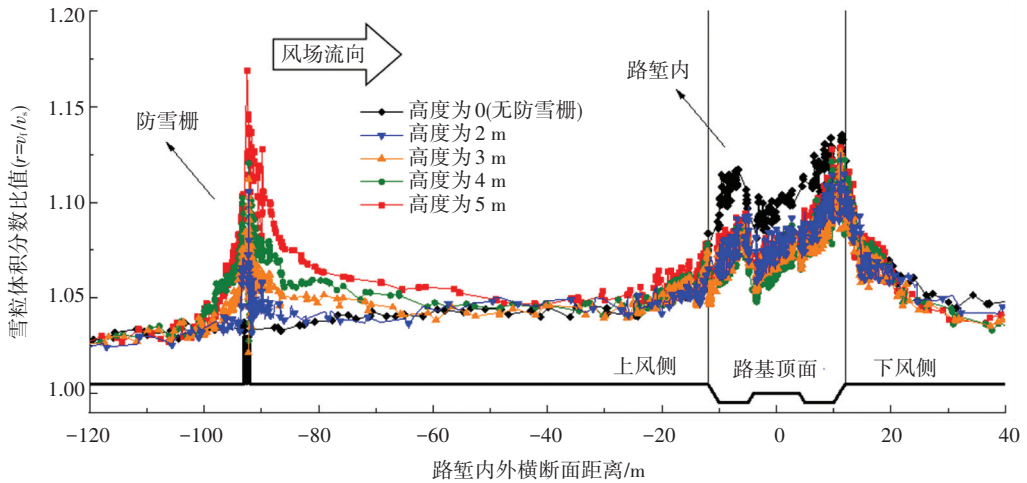 1.20
1.15
1.10
1.05
1.00
雪粒体积分数比值(r=v₁/vₛ)
风场流向
防雪栅
高度为0(无防雪栅)
高度为2 m
高度为3 m
高度为4 m
高度为5 m
路堑内
上风侧
路基顶面
下风侧
-120
-100
-80
-60
-40
-20
0
20
40
路堑内外横断面距离/m